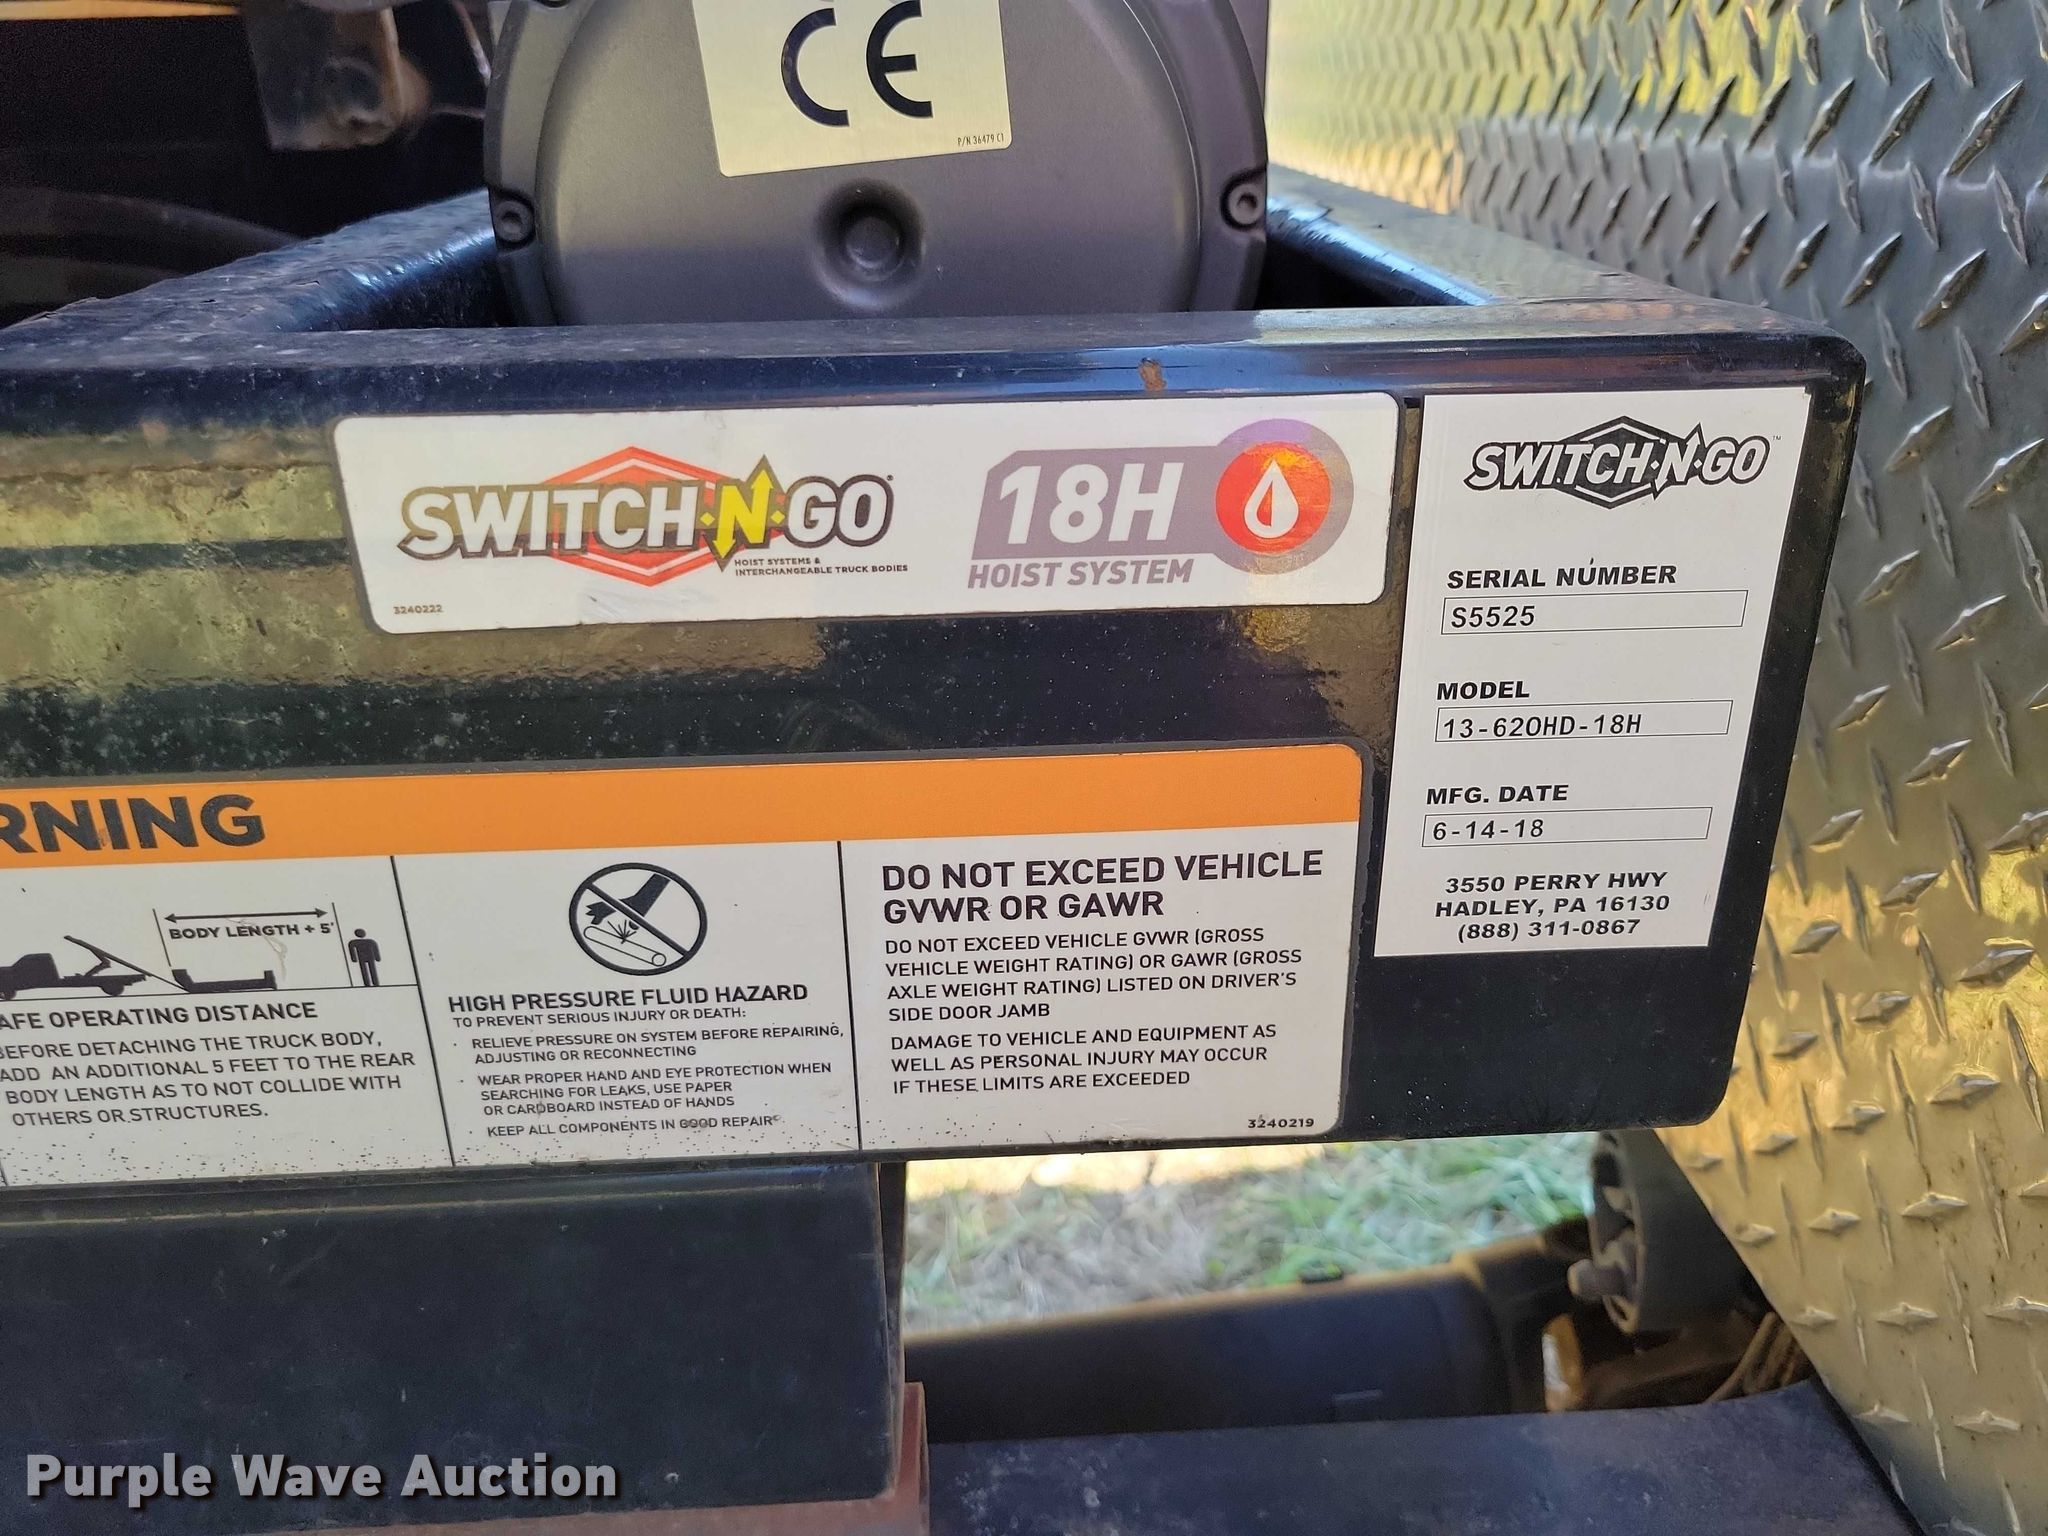 CE
P/N 36479 C1
SWITCH·N·GO®
HOIST SYSTEMS &
INTERCHANGEABLE TRUCK BODIES
3240222
18H
HOIST SYSTEM
SWITCH·N·GO™
SERIAL NUMBER
S5525
MODEL
13-620HD-18H
MFG. DATE
6-14-18
3550 PERRY HWY
HADLEY, PA 16130
(888) 311-0867
RNING
BODY LENGTH + 5'
AFE OPERATING DISTANCE
BEFORE DETACHING THE TRUCK BODY,
ADD AN ADDITIONAL 5 FEET TO THE REAR
BODY LENGTH AS TO NOT COLLIDE WITH
OTHERS OR STRUCTURES.
HIGH PRESSURE FLUID HAZARD
TO PREVENT SERIOUS INJURY OR DEATH:
· RELIEVE PRESSURE ON SYSTEM BEFORE REPAIRING,
ADJUSTING OR RECONNECTING
· WEAR PROPER HAND AND EYE PROTECTION WHEN
SEARCHING FOR LEAKS, USE PAPER
OR CARDBOARD INSTEAD OF HANDS
· KEEP ALL COMPONENTS IN GOOD REPAIR
DO NOT EXCEED VEHICLE
GVWR OR GAWR
DO NOT EXCEED VEHICLE GVWR (GROSS
VEHICLE WEIGHT RATING) OR GAWR (GROSS
AXLE WEIGHT RATING) LISTED ON DRIVER'S
SIDE DOOR JAMB
DAMAGE TO VEHICLE AND EQUIPMENT AS
WELL AS PERSONAL INJURY MAY OCCUR
IF THESE LIMITS ARE EXCEEDED
3240219
Purple Wave Auction